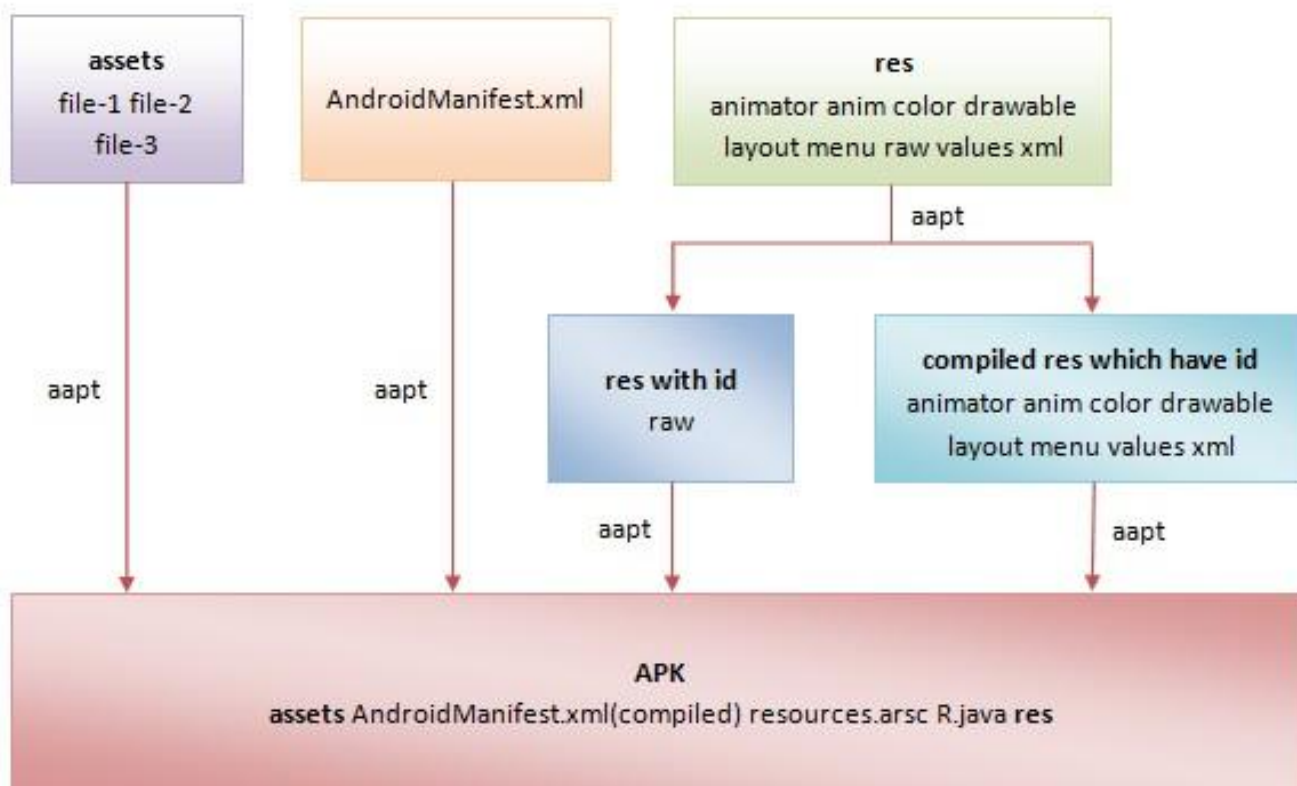 assets
file-1 file-2
file-3
AndroidManifest.xml
res
animator anim color drawable
layout menu raw values xml
aapt
aapt
aapt
res with id
raw
compiled res which have id
animator anim color drawable
layout menu values xml
aapt
aapt
APK
assets AndroidManifest.xml(compiled) resources.arsc R.java res